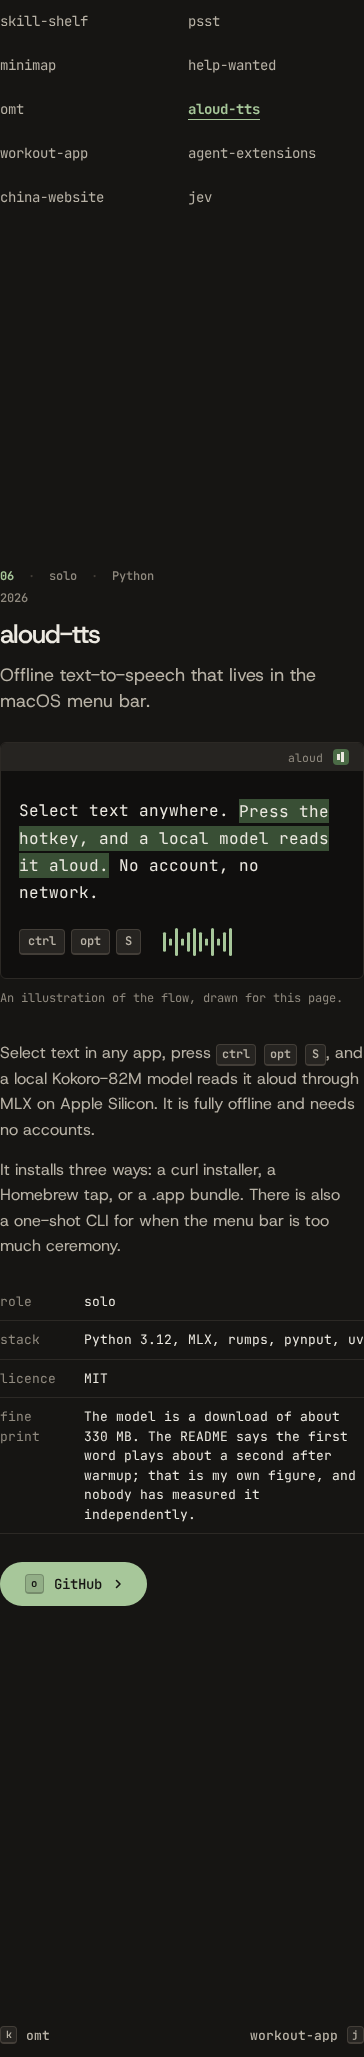 skill-shelf psst
minimap help-wanted
omt aloud-tts
workout-app agent-extensions
china-website jev
06 · solo · Python
2026
aloud-tts
Offline text-to-speech that lives in the
macOS menu bar.
aloud
Select text anywhere. Press the
hotkey, and a local model reads
it aloud. No account, no
network.
ctrl opt S
An illustration of the flow, drawn for this page.
Select text in any app, press ctrl opt S, and
a local Kokoro-82M model reads it aloud through
MLX on Apple Silicon. It is fully offline and needs
no accounts.
It installs three ways: a curl installer, a
Homebrew tap, or a .app bundle. There is also
a one-shot CLI for when the menu bar is too
much ceremony.
role solo
stack Python 3.12, MLX, rumps, pynput, uv
licence MIT
fine print The model is a download of about
330 MB. The README says the first
word plays about a second after
warmup; that is my own figure, and
nobody has measured it
independently.
o GitHub
k omt workout-app j